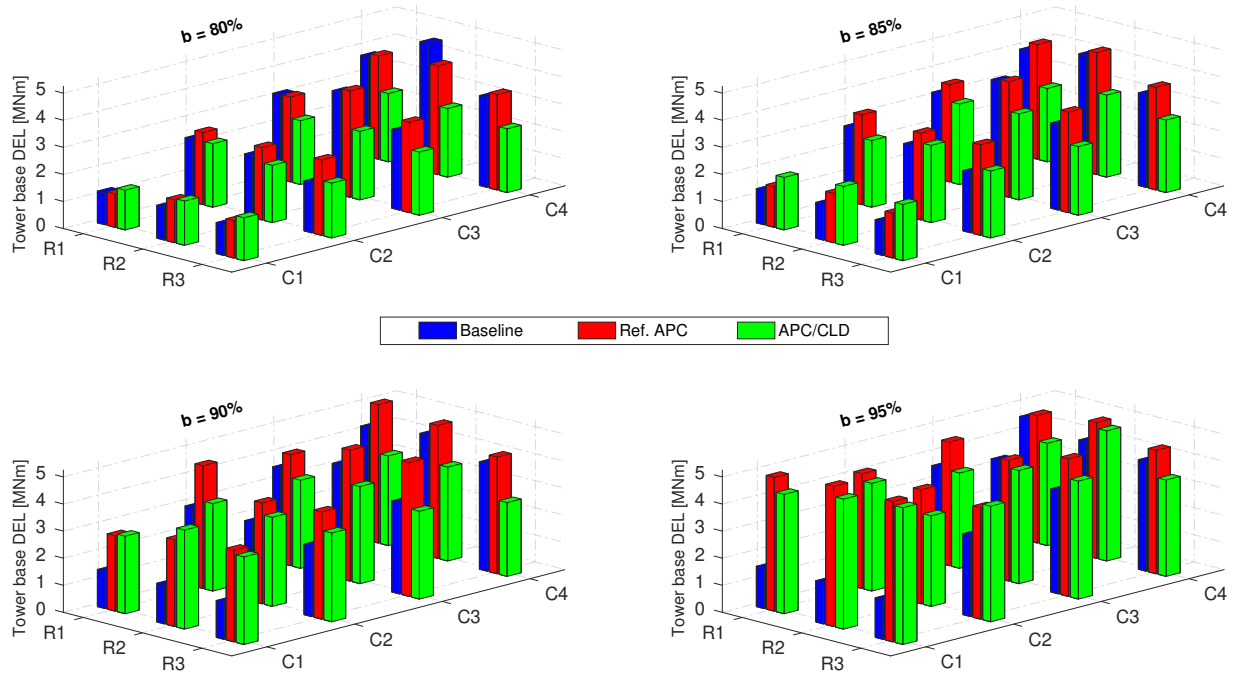 b = 80%
Tower base DEL [MNm]
5
4
3
2
1
0
R1
R2
R3
C1
C2
C3
C4
b = 85%
Tower base DEL [MNm]
5
4
3
2
1
0
R1
R2
R3
C1
C2
C3
C4
Baseline Ref. APC APC/CLD
b = 90%
Tower base DEL [MNm]
5
4
3
2
1
0
R1
R2
R3
C1
C2
C3
C4
b = 95%
Tower base DEL [MNm]
5
4
3
2
1
0
R1
R2
R3
C1
C2
C3
C4